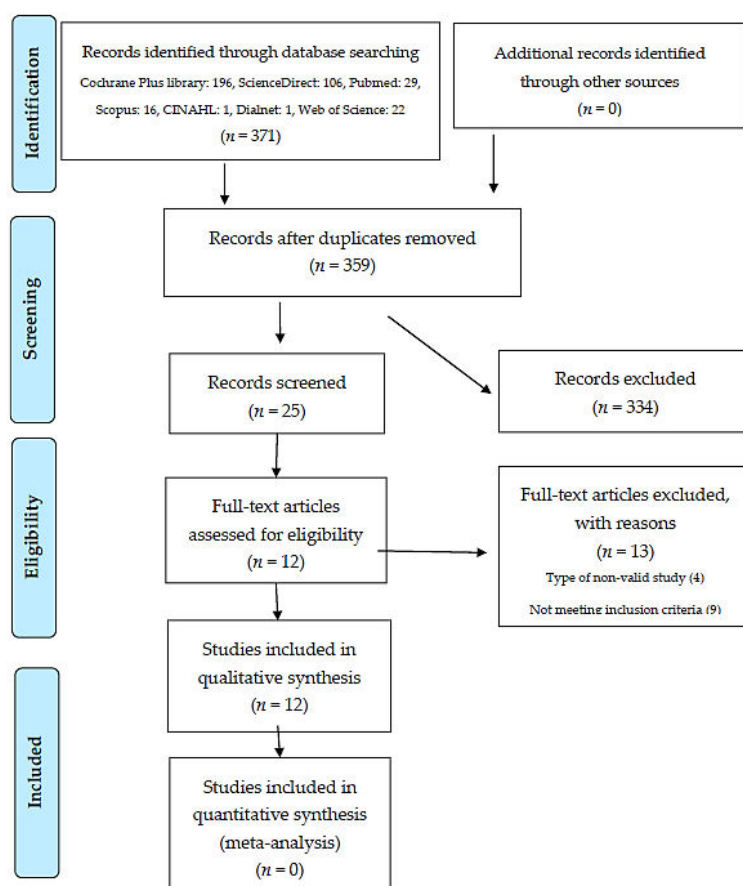 Identification
Records identified through database searching
Cochrane Plus library: 196, ScienceDirect: 106, Pubmed: 29,
Scopus: 16, CINAHL: 1, Dialnet: 1, Web of Science: 22
(n = 371)
Additional records identified
through other sources
(n = 0)
Screening
Records after duplicates removed
(n = 359)
Records screened
(n = 25)
Records excluded
(n = 334)
Eligibility
Full-text articles
assessed for eligibility
(n = 12)
Full-text articles excluded,
with reasons
(n = 13)
Type of non-valid study (4)
Not meeting inclusion criteria (9)
Included
Studies included in
qualitative synthesis
(n = 12)
Studies included in
quantitative synthesis
(meta-analysis)
(n = 0)